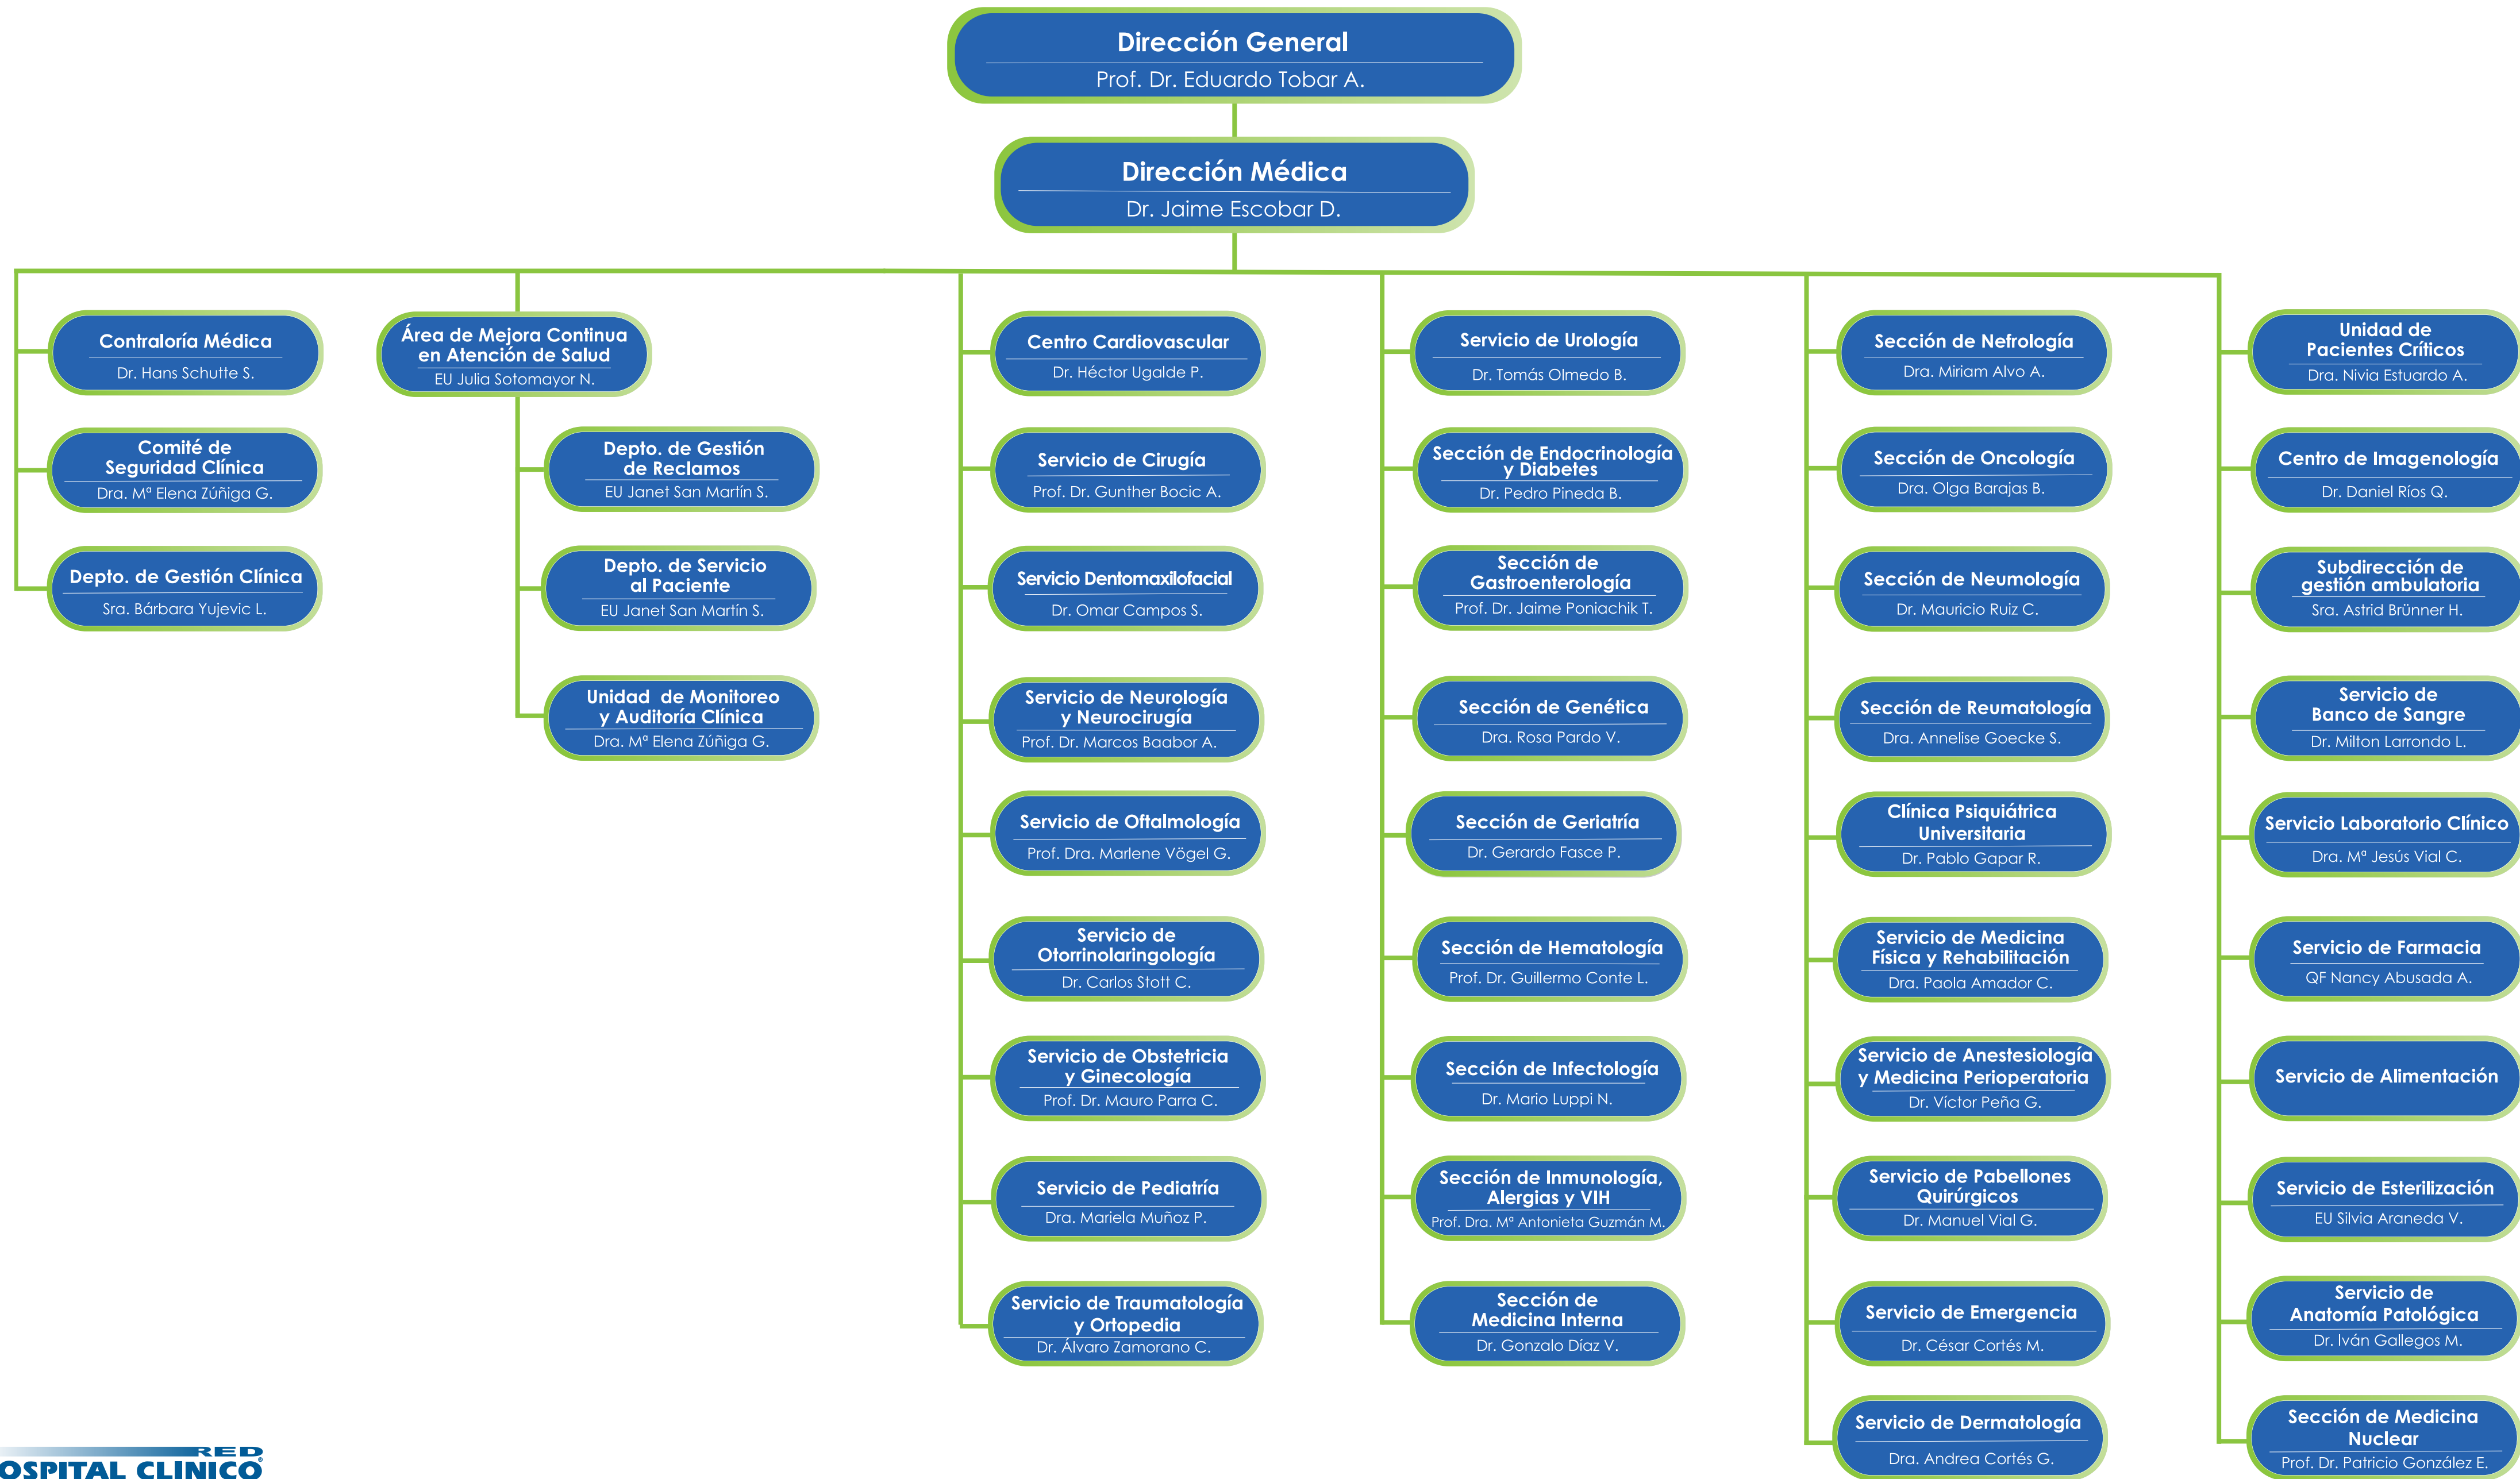 Dirección General
Prof. Dr. Eduardo Tobar A.
Dirección Médica
Dr. Jaime Escobar D.
Contraloría Médica
Dr. Hans Schutte S.
Comité de
Seguridad Clínica
Dra. Mª Elena Zúñiga G.
Depto. de Gestión Clínica
Sra. Bárbara Yujevic L.
Área de Mejora Continua
en Atención de Salud
EU Julia Sotomayor N.
Depto. de Gestión
de Reclamos
EU Janet San Martín S.
Depto. de Servicio
al Paciente
EU Janet San Martín S.
Unidad de Monitoreo
y Auditoría Clínica
Dra. Mª Elena Zúñiga G.
Centro Cardiovascular
Dr. Héctor Ugalde P.
Servicio de Cirugía
Prof. Dr. Gunther Bocic A.
Servicio Dentomaxilofacial
Dr. Omar Campos S.
Servicio de Neurología
y Neurocirugía
Prof. Dr. Marcos Baabor A.
Servicio de Oftalmología
Prof. Dra. Marlene Vögel G.
Servicio de
Otorrinolaringología
Dr. Carlos Stott C.
Servicio de Obstetricia
y Ginecología
Prof. Dr. Mauro Parra C.
Servicio de Pediatría
Dra. Mariela Muñoz P.
Servicio de Traumatología
y Ortopedia
Dr. Álvaro Zamorano C.
Servicio de Urología
Dr. Tomás Olmedo B.
Sección de Endocrinología
y Diabetes
Dr. Pedro Pineda B.
Sección de
Gastroenterología
Prof. Dr. Jaime Poniachik T.
Sección de Genética
Dra. Rosa Pardo V.
Sección de Geriatría
Dr. Gerardo Fasce P.
Sección de Hematología
Prof. Dr. Guillermo Conte L.
Sección de Infectología
Dr. Mario Luppi N.
Sección de Inmunología,
Alergias y VIH
Prof. Dra. Mª Antonieta Guzmán M.
Sección de
Medicina Interna
Dr. Gonzalo Díaz V.
Sección de Nefrología
Dra. Miriam Alvo A.
Sección de Oncología
Dra. Olga Barajas B.
Sección de Neumología
Dr. Mauricio Ruiz C.
Sección de Reumatología
Dra. Annelise Goecke S.
Clínica Psiquiátrica
Universitaria
Dr. Pablo Gapar R.
Servicio de Medicina
Física y Rehabilitación
Dra. Paola Amador C.
Servicio de Anestesiología
y Medicina Perioperatoria
Dr. Víctor Peña G.
Servicio de Pabellones
Quirúrgicos
Dr. Manuel Vial G.
Servicio de Emergencia
Dr. César Cortés M.
Servicio de Dermatología
Dra. Andrea Cortés G.
Unidad de
Pacientes Críticos
Dra. Nivia Estuardo A.
Centro de Imagenología
Dr. Daniel Ríos Q.
Subdirección de
gestión ambulatoria
Sra. Astrid Brünner H.
Servicio de
Banco de Sangre
Dr. Milton Larrondo L.
Servicio Laboratorio Clínico
Dra. Mª Jesús Vial C.
Servicio de Farmacia
QF Nancy Abusada A.
Servicio de Alimentación
Servicio de Esterilización
EU Silvia Araneda V.
Servicio de
Anatomía Patológica
Dr. Iván Gallegos M.
Sección de Medicina
Nuclear
Prof. Dr. Patricio González E.
RED
OSPITAL CLINICO®